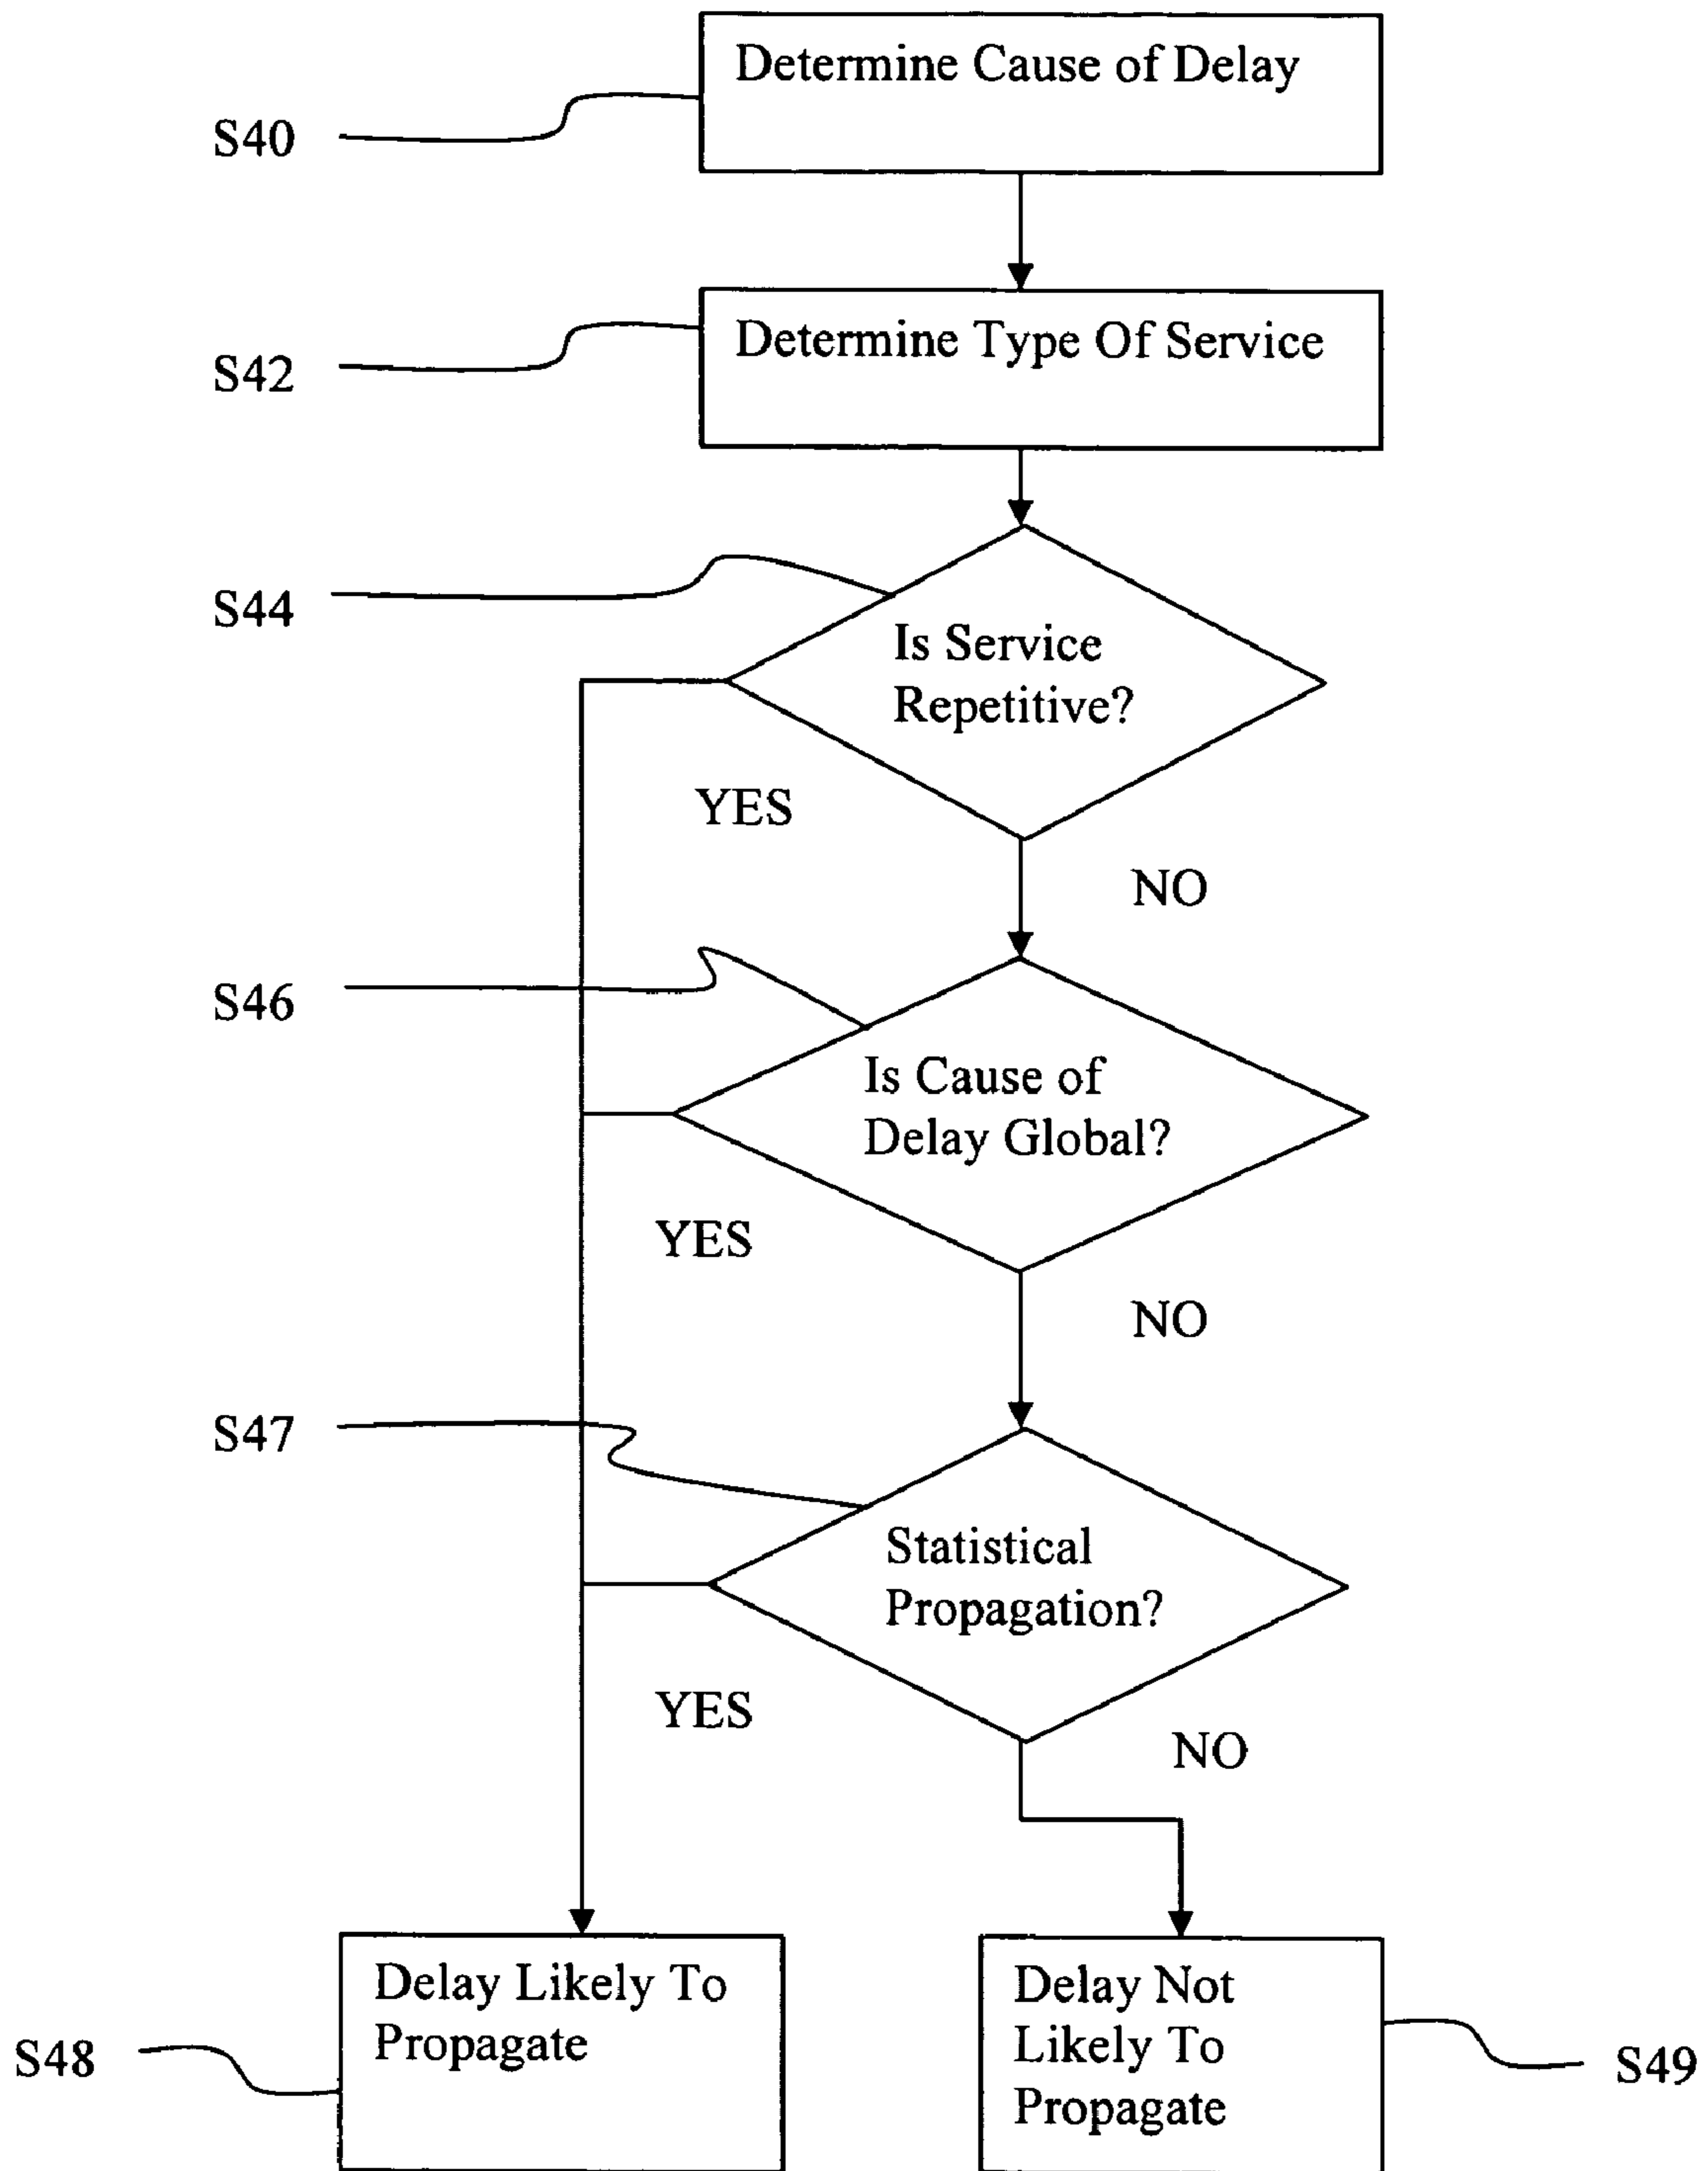 Determine Cause of Delay
S40
Determine Type Of Service
S42
S44
Is Service
Repetitive?
YES
NO
S46
Is Cause of
Delay Global?
YES
NO
S47
Statistical
Propagation?
YES
NO
Delay Likely To
Propagate
S48
Delay Not
Likely To
Propagate
S49